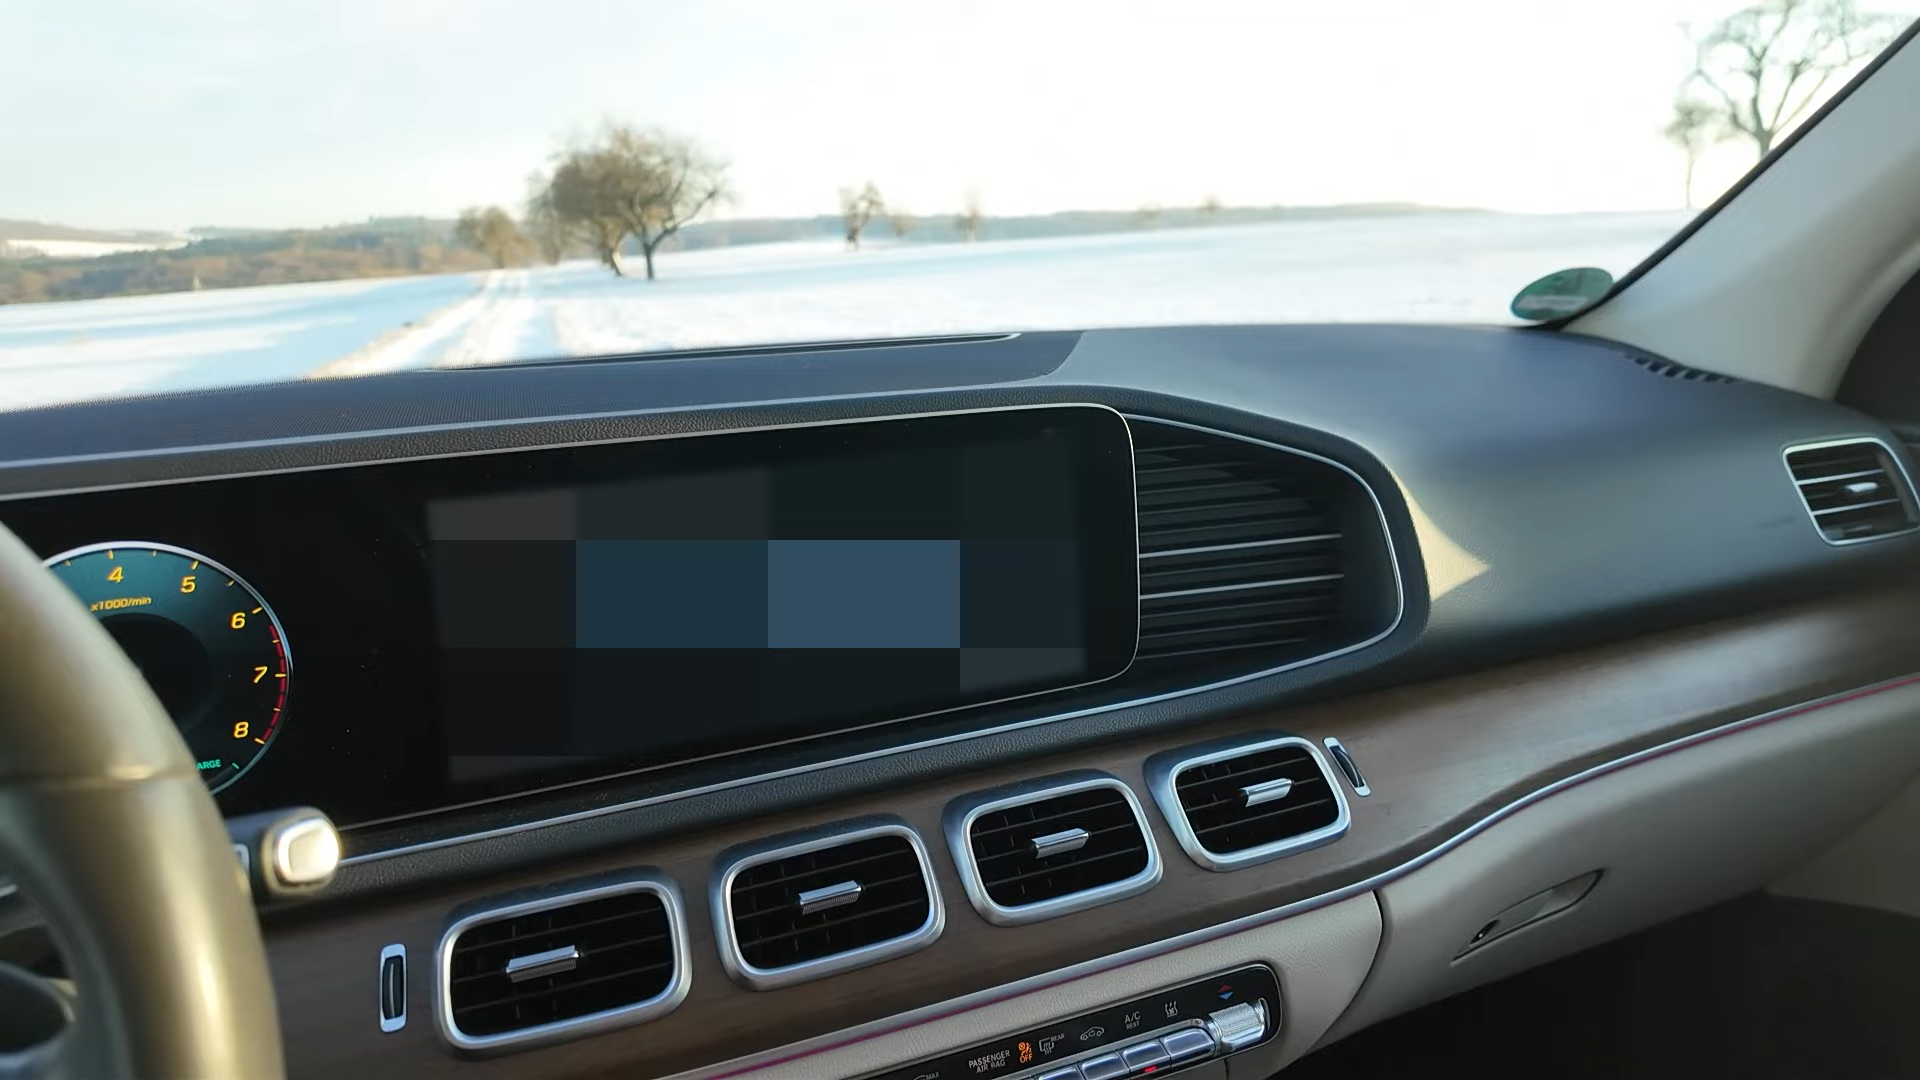 4
5
x1000/min
6
7
8
ARGE
A/C
REST
REAR
PASSENGER
AIR BAG
OFF
MAX